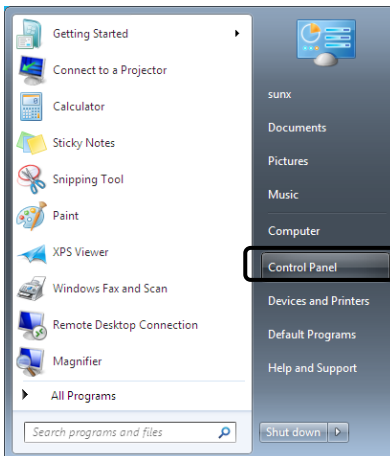 Getting Started
Connect to a Projector
Calculator
Sticky Notes
Snipping Tool
Paint
XPS Viewer
Windows Fax and Scan
Remote Desktop Connection
Magnifier
All Programs
Search programs and files
sunx
Documents
Pictures
Music
Computer
Control Panel
Devices and Printers
Default Programs
Help and Support
Shut down